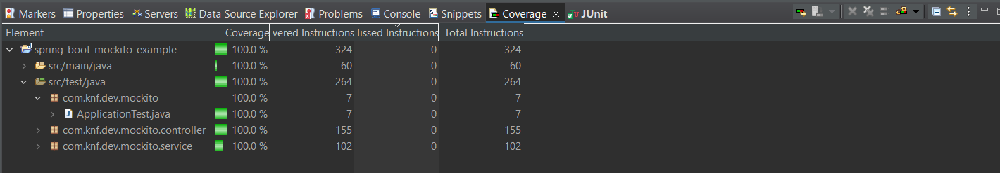 Markers Properties Servers Data Source Explorer Problems Console Snippets Coverage JUnit
Element Coverage vered Instructions lissed Instructions Total Instructions
spring-boot-mockito-example 100.0 % 324 0 324
src/main/java 100.0 % 60 0 60
src/test/java 100.0 % 264 0 264
com.knf.dev.mockito 100.0 % 7 0 7
ApplicationTest.java 100.0 % 7 0 7
com.knf.dev.mockito.controller 100.0 % 155 0 155
com.knf.dev.mockito.service 100.0 % 102 0 102